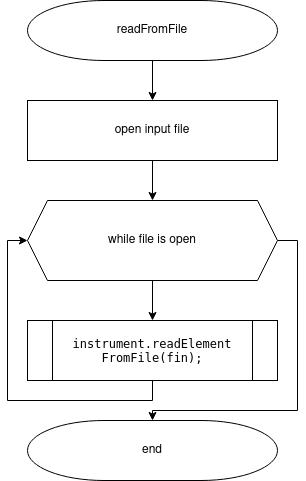 readFromFile
open input file
while file is open
instrument.readElement
FromFile(fin);
end